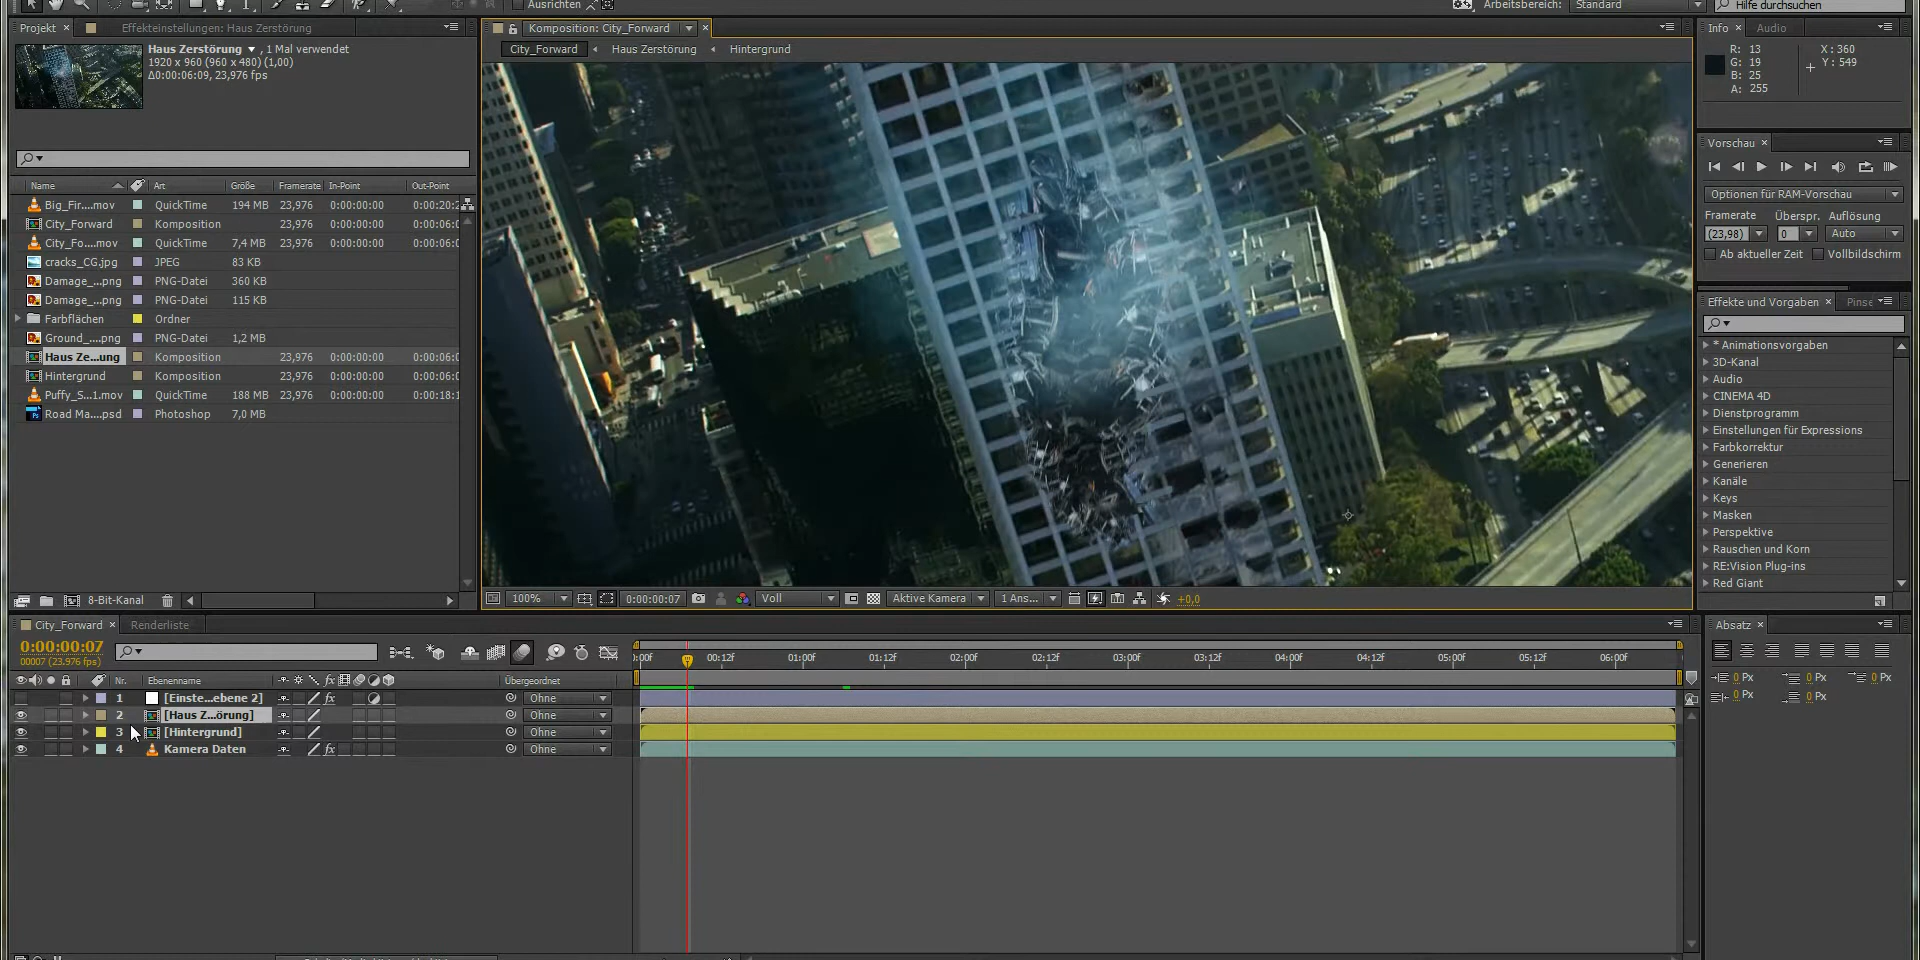 Ausrichten
Arbeitsbereich: Standard
Hilfe durchsuchen
Projekt
Effekteinstellungen: Haus Zerstörung
Haus Zerstörung , 1 Mal verwendet
1920 x 960 (960 x 480) (1,00)
Δ0:00:06:09, 23,976 fps
Name Art Größe Framerate In-Point Out-Point
Big_Fir....mov QuickTime 194 MB 23,976 0:00:00:00 0:00:20:2
City_Forward Komposition 23,976 0:00:00:00 0:00:06:0
City_Fo....mov QuickTime 7,4 MB 23,976 0:00:00:00 0:00:06:0
cracks_CG.jpg JPEG 83 KB
Damage_...png PNG-Datei 360 KB
Damage_...png PNG-Datei 115 KB
Farbflächen Ordner
Ground_....png PNG-Datei 1,2 MB
Haus Ze...ung Komposition 23,976 0:00:00:00 0:00:06:0
Hintergrund Komposition 23,976 0:00:00:00 0:00:06:0
Puffy_S...1.mov QuickTime 188 MB 23,976 0:00:00:00 0:00:18:1
Road Ma....psd Photoshop 7,0 MB
8-Bit-Kanal
Komposition: City_Forward
City_Forward Haus Zerstörung Hintergrund
100% 0:00:00:07 Voll Aktive Kamera 1 Ans... +0,0
Info Audio
R: 13 X: 360
G: 19 Y: 549
B: 25
A: 255
Vorschau
Optionen für RAM-Vorschau
Framerate Überspr. Auflösung
(23,98) 0 Auto
Ab aktueller Zeit Vollbildschirm
Effekte und Vorgaben Pinse
* Animationsvorgaben
3D-Kanal
Audio
CINEMA 4D
Dienstprogramm
Einstellungen für Expressions
Farbkorrektur
Generieren
Kanäle
Keys
Masken
Perspektive
Rauschen und Korn
RE:Vision Plug-ins
Red Giant
City_Forward Renderliste
0:00:00:07
00007 (23.976 fps)
Nr. Ebenenname fx Übergeordnet
1 [Einste...ebene 2] fx Ohne
2 [Haus Z...örung] Ohne
3 [Hintergrund] Ohne
4 Kamera Daten fx Ohne
):00f 00:12f 01:00f 01:12f 02:00f 02:12f 03:00f 03:12f 04:00f 04:12f 05:00f 05:12f 06:00f
Absatz
0 Px 0 Px 0 Px
0 Px 0 Px